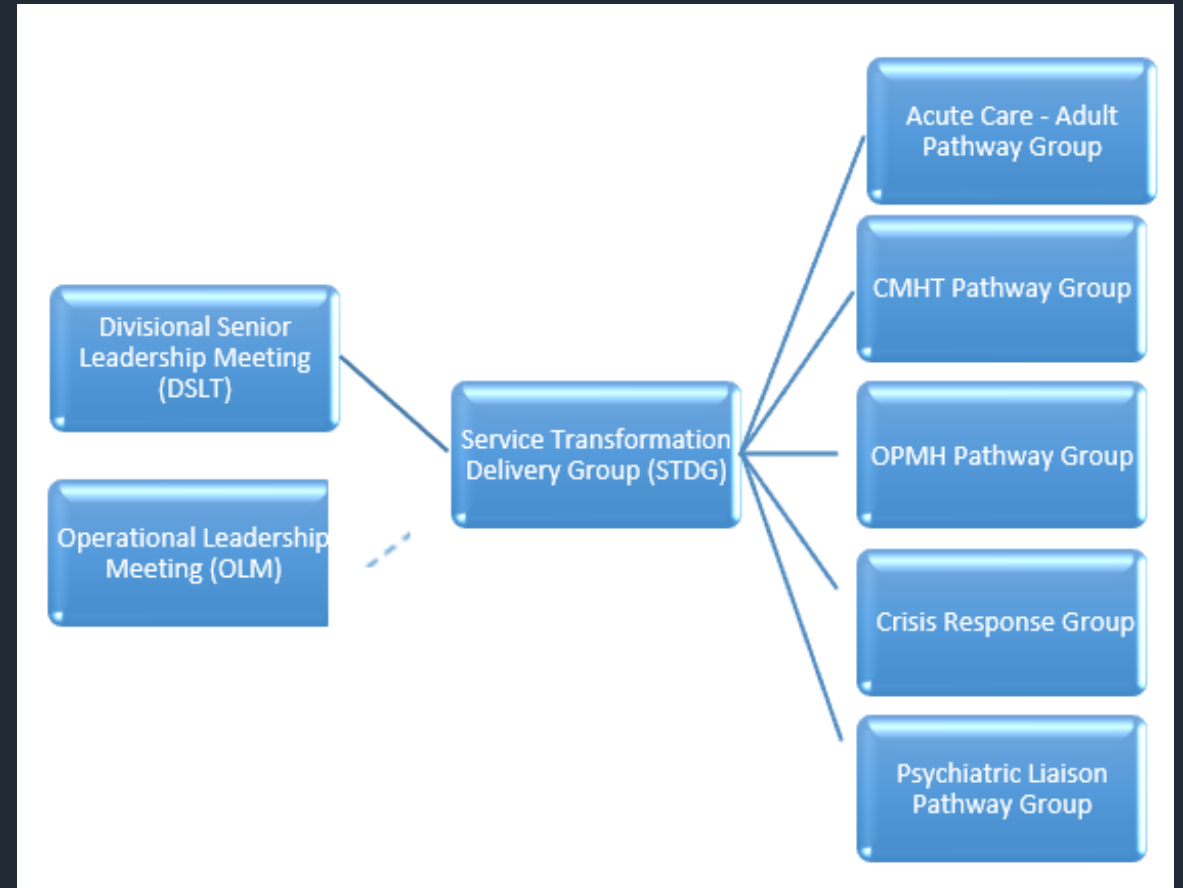 Divisional Senior
Leadership Meeting
(DSLT)
Operational Leadership
Meeting (OLM)
Service Transformation
Delivery Group (STDG)
Acute Care - Adult
Pathway Group
CMHT Pathway Group
OPMH Pathway Group
Crisis Response Group
Psychiatric Liaison
Pathway Group